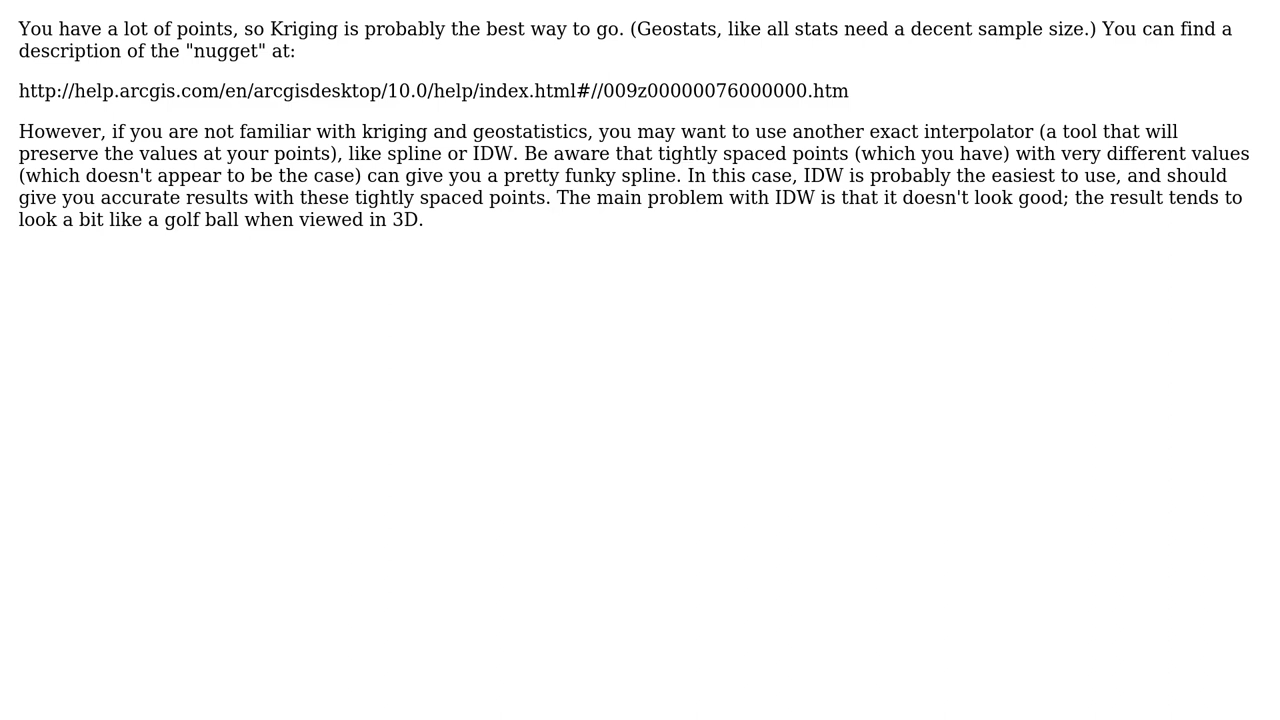 You have a lot of points, so Kriging is probably the best way to go. (Geostats, like all stats need a decent sample size.) You can find a
description of the "nugget" at:
http://help.arcgis.com/en/arcgisdesktop/10.0/help/index.html#//009z00000076000000.htm
However, if you are not familiar with kriging and geostatistics, you may want to use another exact interpolator (a tool that will
preserve the values at your points), like spline or IDW. Be aware that tightly spaced points (which you have) with very different values
(which doesn't appear to be the case) can give you a pretty funky spline. In this case, IDW is probably the easiest to use, and should
give you accurate results with these tightly spaced points. The main problem with IDW is that it doesn't look good; the result tends to
look a bit like a golf ball when viewed in 3D.